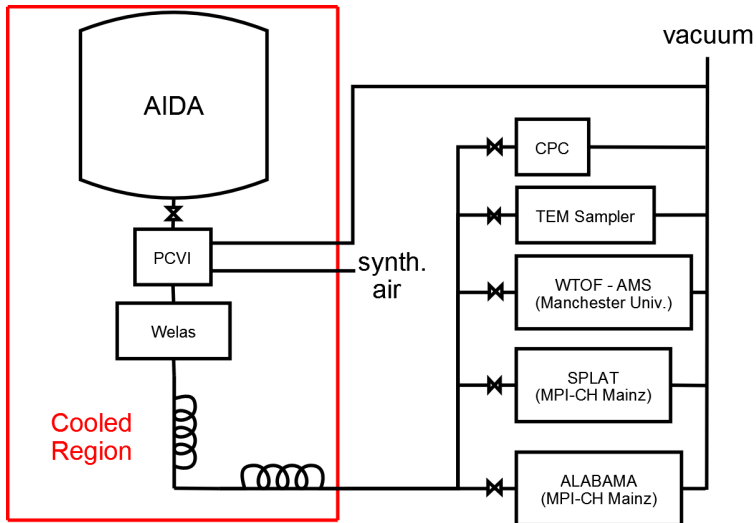 vacuum
AIDA
CPC
TEM Sampler
PCVI
synth.
air
WTOF - AMS
(Manchester Univ.)
Welas
SPLAT
(MPI-CH Mainz)
Cooled
Region
ALABAMA
(MPI-CH Mainz)